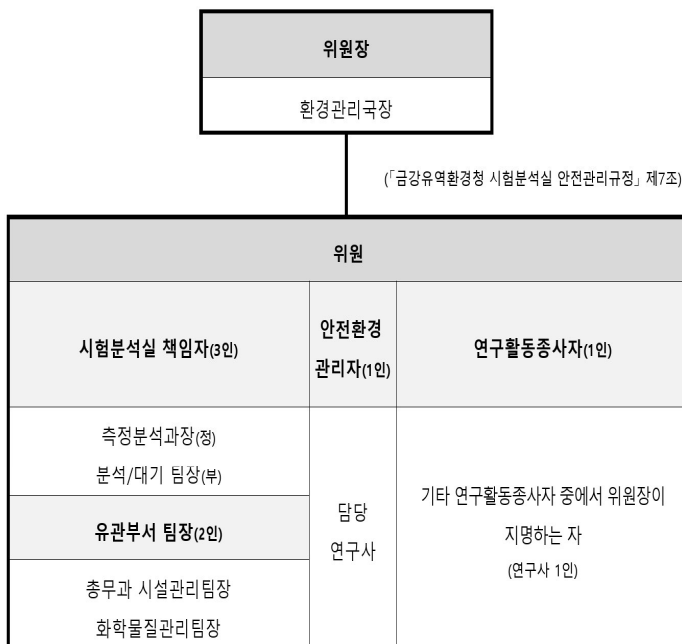 위원장
환경관리국장
(「금강유역환경청 시험분석실 안전관리규정」 제7조)
위원
시험분석실 책임자(3인)
안전환경
관리자(1인)
연구활동종사자(1인)
측정분석과장(정)
분석/대기 팀장(부)
유관부서 팀장(2인)
총무과 시설관리팀장
화학물질관리팀장
담당
연구사
기타 연구활동종사자 중에서 위원장이
지명하는 자
(연구사 1인)